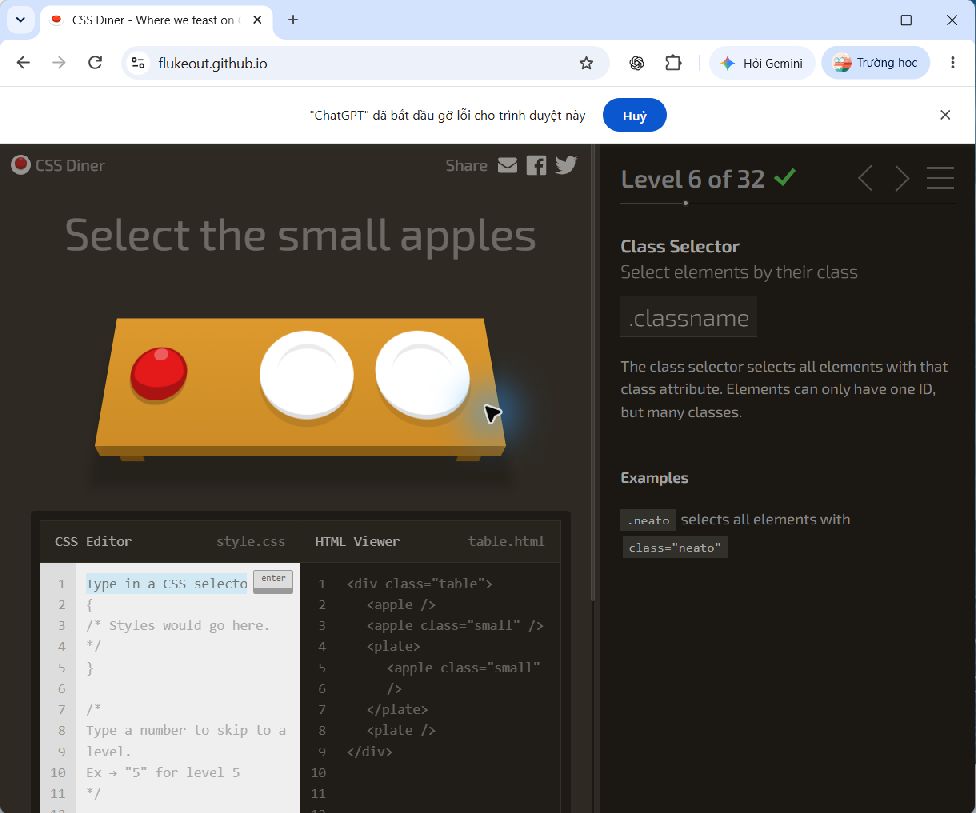 CSS Diner - Where we feast on
flukeout.github.io
Hỏi Gemini
Trường học
"ChatGPT" đã bắt đầu gỡ lỗi cho trình duyệt này
Huỷ
CSS Diner
Share
Select the small apples
CSS Editor
style.css
1 Type in a CSS selecto
enter
2 {
3 /* Styles would go here.
4 */
5 }
6
7 /*
8 Type a number to skip to a
9 level.
10 Ex → "5" for level 5
11 */
HTML Viewer
table.html
1 <div class="table">
2 <apple />
3 <apple class="small" />
4 <plate>
5 <apple class="small"
6 />
7 </plate>
8 <plate />
9 </div>
10
11
Level 6 of 32
Class Selector
Select elements by their class
.classname
The class selector selects all elements with that
class attribute. Elements can only have one ID,
but many classes.
Examples
.neato selects all elements with
class="neato"